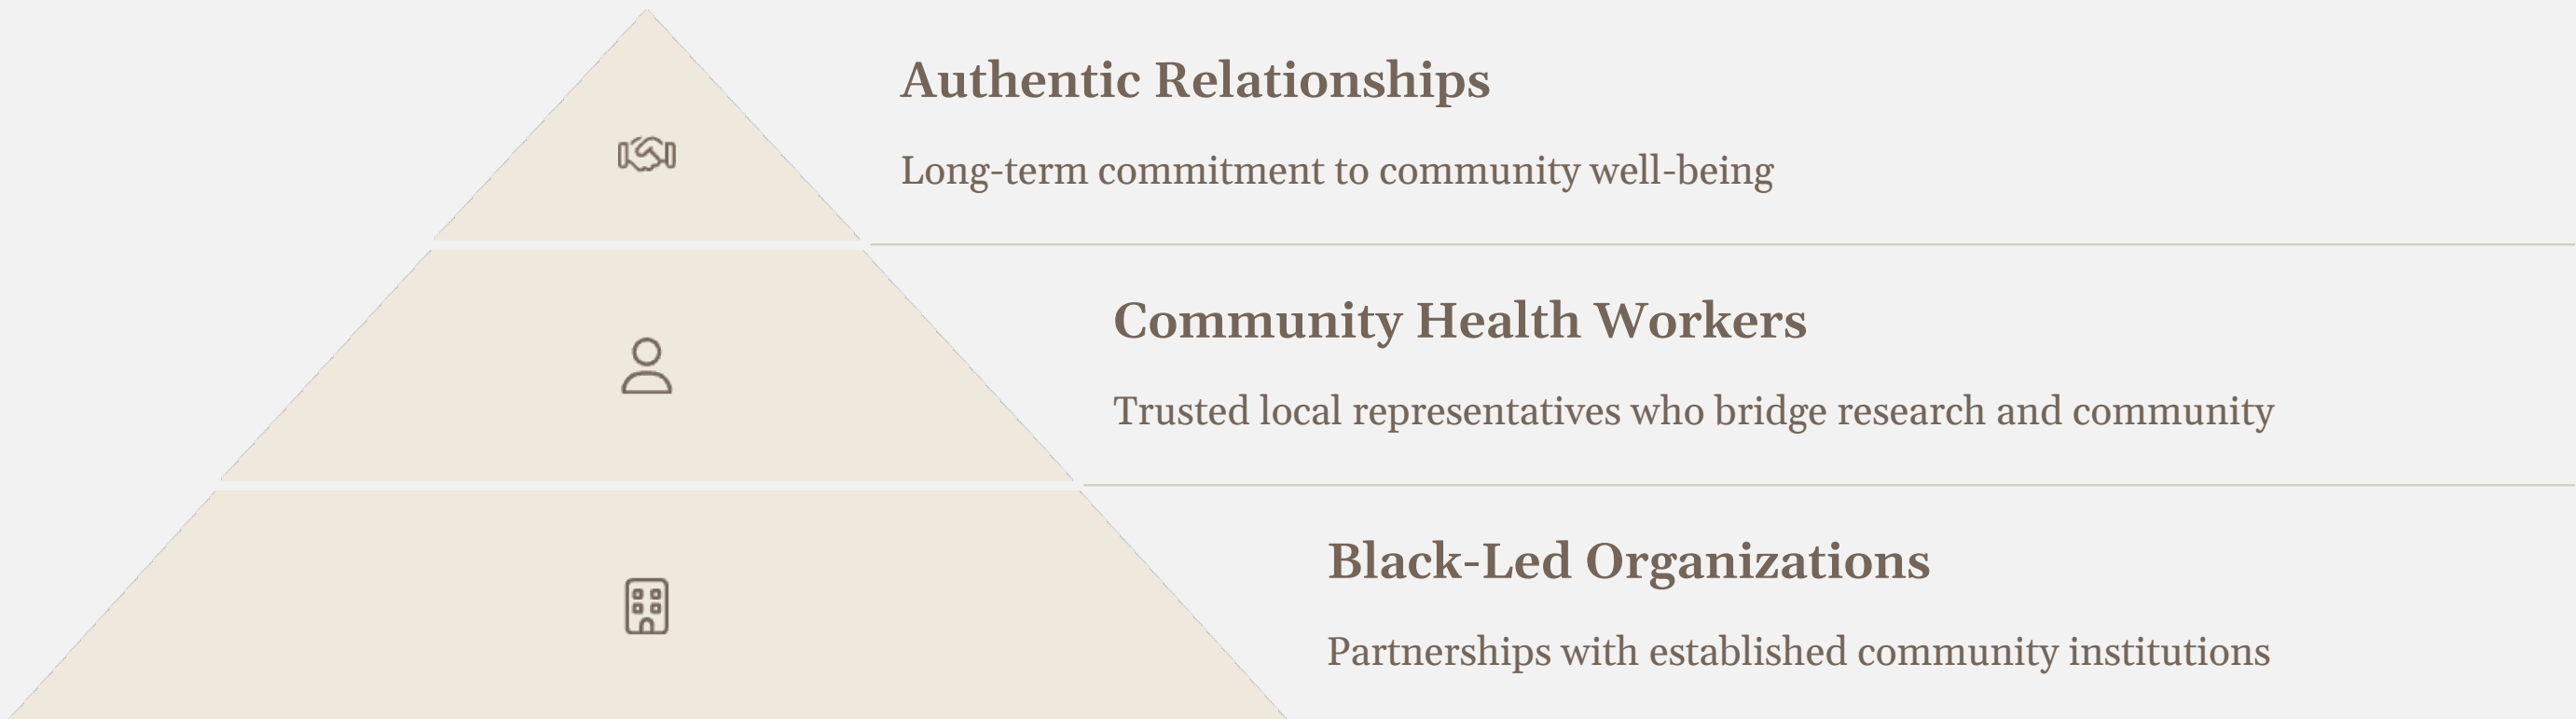 Authentic Relationships
Long-term commitment to community well-being
Community Health Workers
Trusted local representatives who bridge research and community
Black-Led Organizations
Partnerships with established community institutions